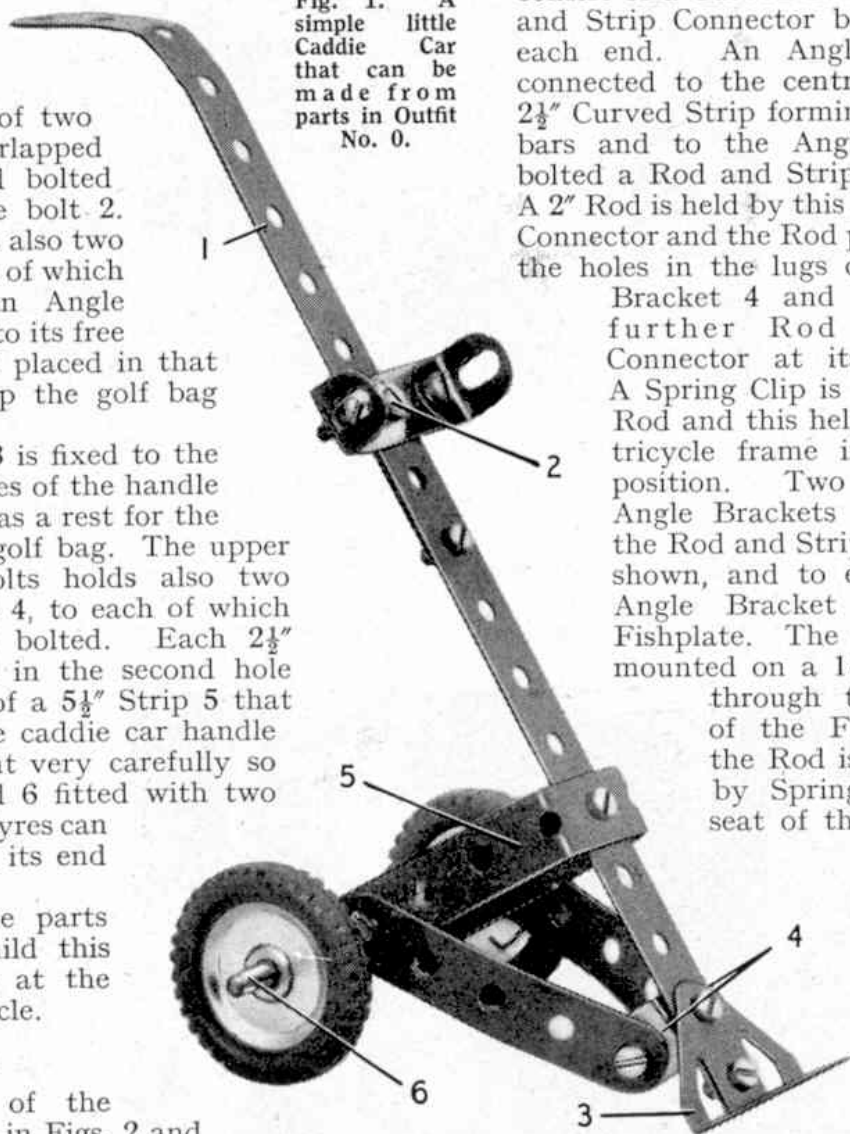 of two
rlapped
bolted
bolt 2.
also two
of which
n Angle
to its free
placed in that
p the golf bag
3 is fixed to the
es of the handle
as a rest for the
golf bag. The upper
olts holds also two
4, to each of which
bolted. Each 2½″
in the second hole
of a 5½″ Strip 5 that
e caddie car handle
nt very carefully so
l 6 fitted with two
yres can
its end
e parts
uild this
at the
cle.
of the
in Figs. 2 and
Fig. 1. A
simple little
Caddie Car
that can be
made from
parts in Outfit
No. 0.
and Strip Connector b
each end. An Angl
connected to the centr
2½″ Curved Strip formin
bars and to the Ang
bolted a Rod and Strip
A 2″ Rod is held by this
Connector and the Rod p
the holes in the lugs o
Bracket 4 and
further Rod
Connector at it
A Spring Clip is
Rod and this hel
tricycle frame i
position. Two
Angle Brackets
the Rod and Stri
shown, and to e
Angle Bracket
Fishplate. The
mounted on a 1
through t
of the F
the Rod is
by Spring
seat of th
1
2
5
4
6
3